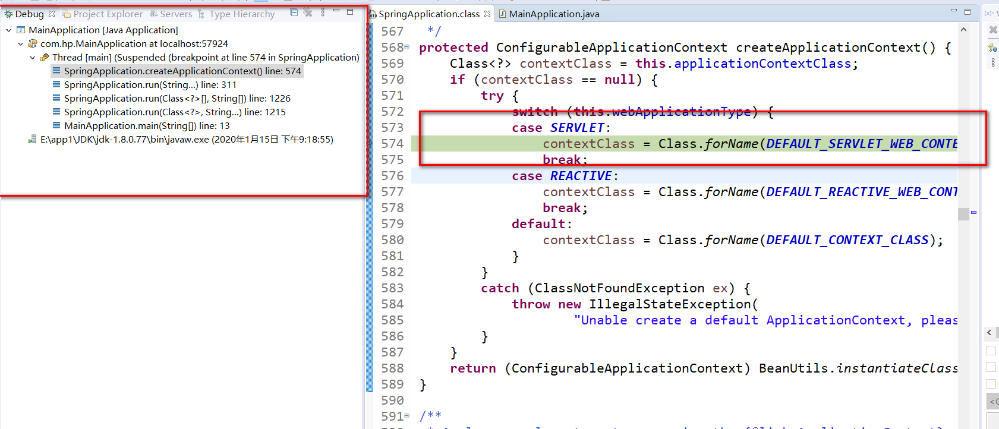 Debug Project Explorer Servers Type Hierarchy
MainApplication [Java Application]
com.hp.MainApplication at localhost:57924
Thread [main] (Suspended (breakpoint at line 574 in SpringApplication)
SpringApplication.createApplicationContext() line: 574
SpringApplication.run(String...) line: 311
SpringApplication.run(Class<?>[], String[]) line: 1226
SpringApplication.run(Class<?>, String...) line: 1215
MainApplication.main(String[]) line: 13
E:\app1\JDK\jdk-1.8.0.77\bin\javaw.exe (2020年1月15日 下午9:18:55)
SpringApplication.class MainApplication.java
567 */
568 protected ConfigurableApplicationContext createApplicationContext() {
569 Class<?> contextClass = this.applicationContextClass;
570 if (contextClass == null) {
571 try {
572 switch (this.webApplicationType) {
573 case SERVLET:
574 contextClass = Class.forName(DEFAULT_SERVLET_WEB_CONTE
575 break;
576 case REACTIVE:
577 contextClass = Class.forName(DEFAULT_REACTIVE_WEB_CONT
578 break;
579 default:
580 contextClass = Class.forName(DEFAULT_CONTEXT_CLASS);
581 }
582 }
583 catch (ClassNotFoundException ex) {
584 throw new IllegalStateException(
585 "Unable create a default ApplicationContext, pleas
586 }
587 }
588 return (ConfigurableApplicationContext) BeanUtils.instantiateClass
589 }
590
591 /**